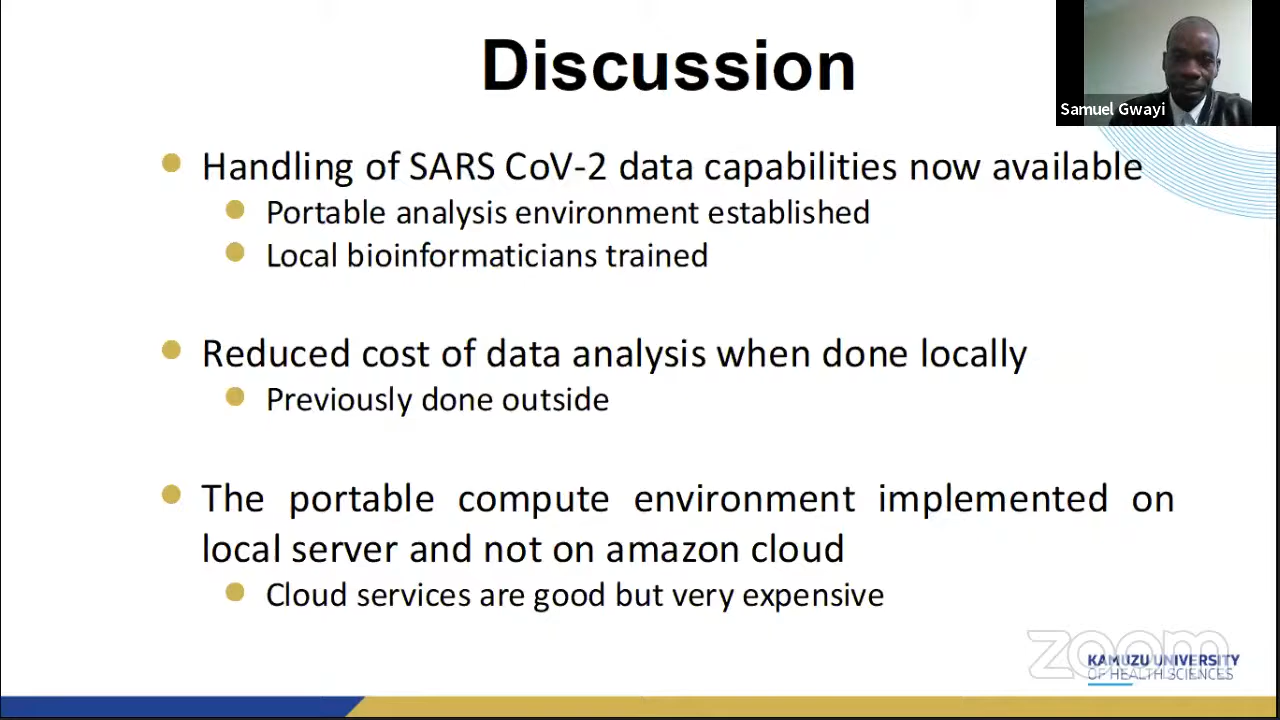 Discussion
Samuel Gwayi
Handling of SARS CoV-2 data capabilities now available
Portable analysis environment established
Local bioinformaticians trained
Reduced cost of data analysis when done locally
Previously done outside
The portable compute environment implemented on
local server and not on amazon cloud
Cloud services are good but very expensive
zoom
KAMUZU UNIVERSITY
OF HEALTH SCIENCES